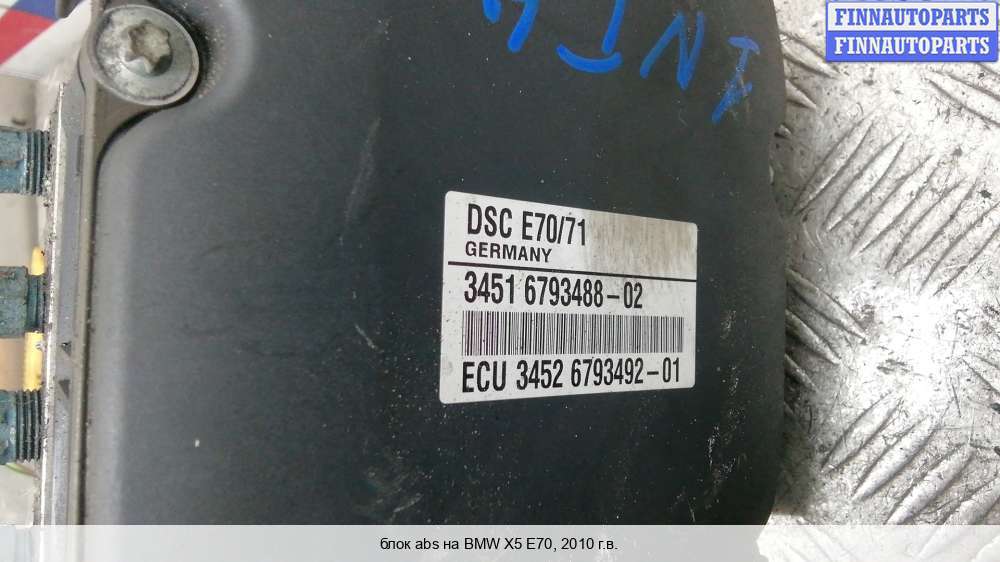 FINNAUTOPARTS
FINNAUTOPARTS
DSC E70/71
GERMANY
3451 6793488-02
ECU 3452 6793492-01
блок abs на BMW X5 E70, 2010 г.в.